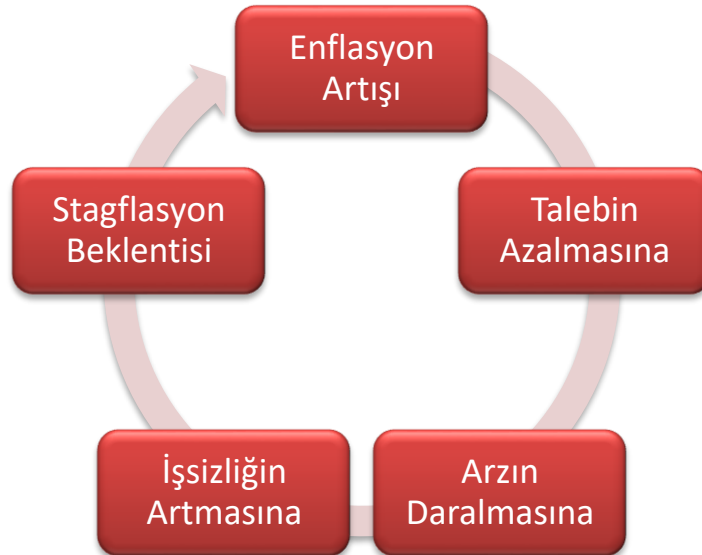 Enflasyon
Artışı
Talebin
Azalmasına
Arzın
Daralmasına
İşsizliğin
Artmasına
Stagflasyon
Beklentisi